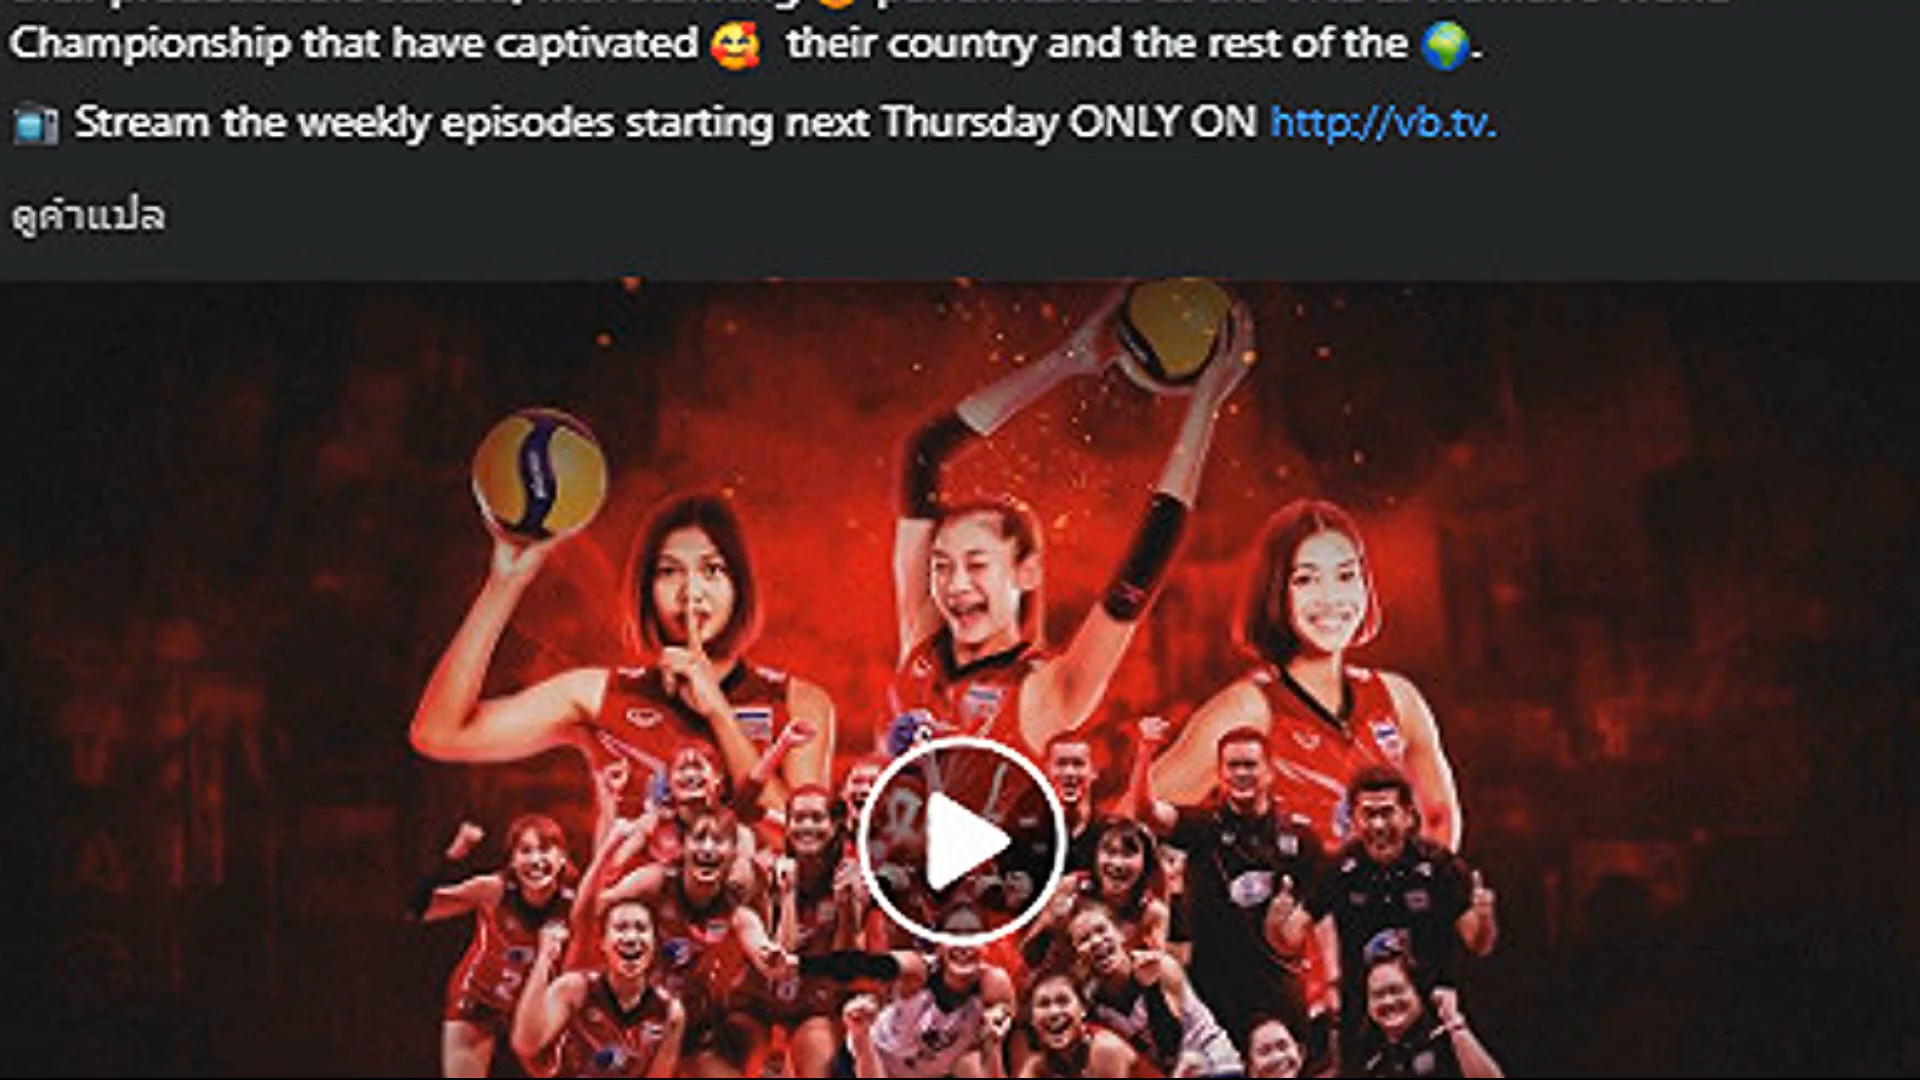 Championship that have captivated 🥰 their country and the rest of the 🌍.
📺 Stream the weekly episodes starting next Thursday ONLY ON http://vb.tv.
ดูคำแปล